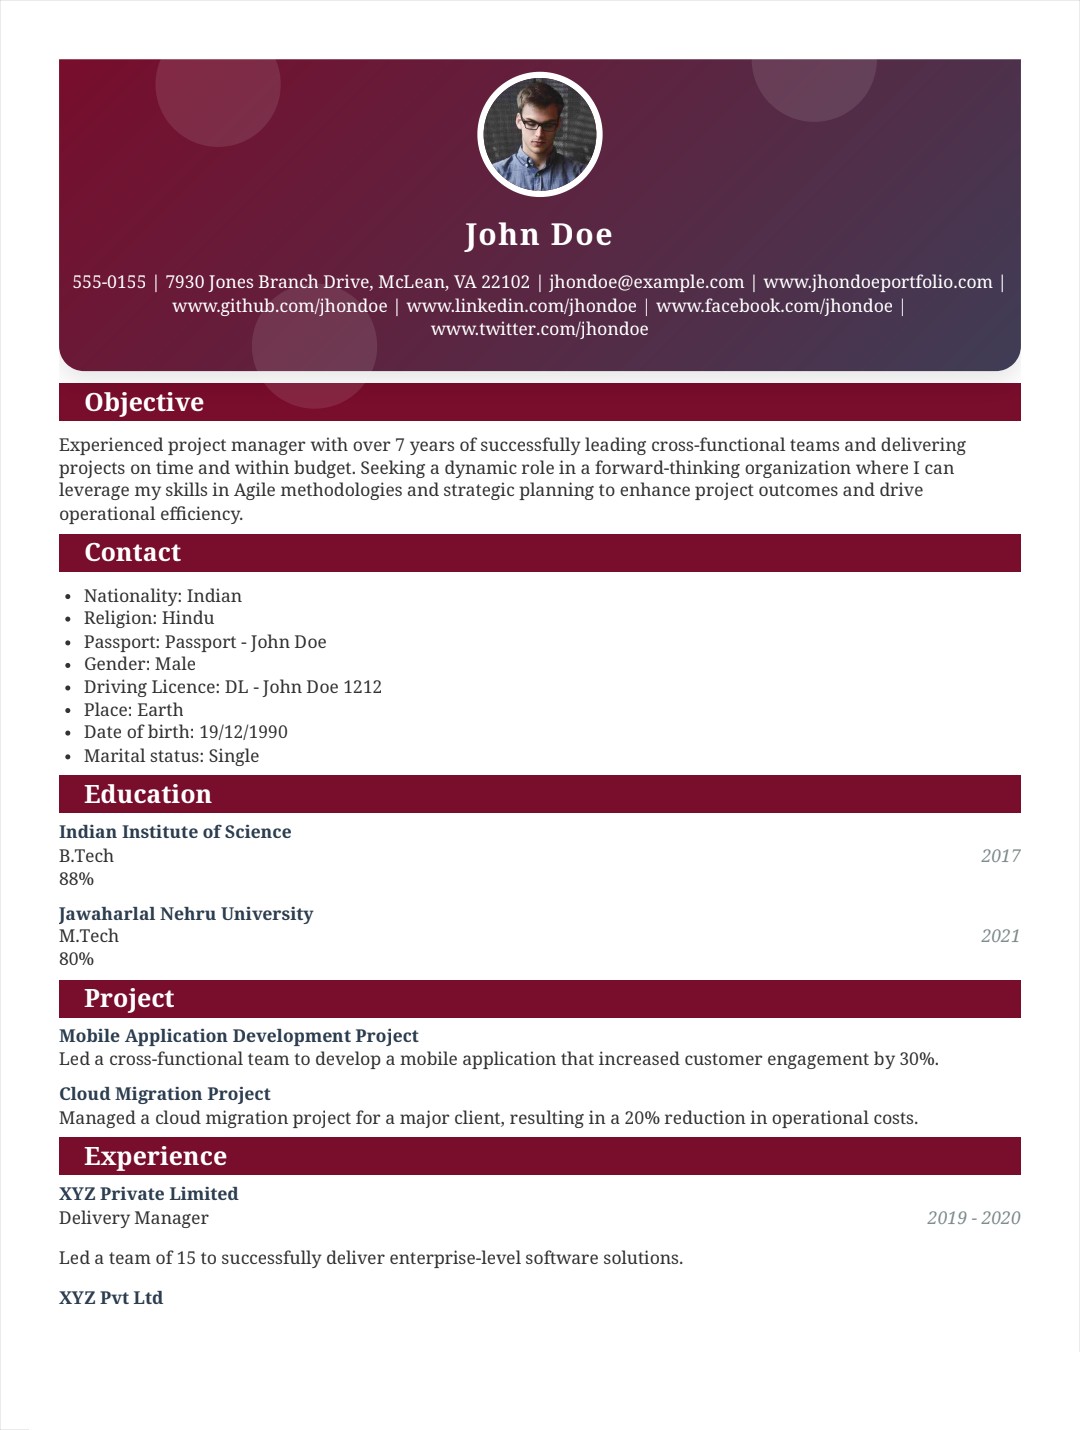 John Doe
555-0155 | 7930 Jones Branch Drive, McLean, VA 22102 | jhondoe@example.com | www.jhondoeportfolio.com |
www.github.com/jhondoe | www.linkedin.com/jhondoe | www.facebook.com/jhondoe |
www.twitter.com/jhondoe
Objective
Experienced project manager with over 7 years of successfully leading cross-functional teams and delivering
projects on time and within budget. Seeking a dynamic role in a forward-thinking organization where I can
leverage my skills in Agile methodologies and strategic planning to enhance project outcomes and drive
operational efficiency.
Contact
• Nationality: Indian
• Religion: Hindu
• Passport: Passport - John Doe
• Gender: Male
• Driving Licence: DL - John Doe 1212
• Place: Earth
• Date of birth: 19/12/1990
• Marital status: Single
Education
Indian Institute of Science
B.Tech 2017
88%
Jawaharlal Nehru University
M.Tech 2021
80%
Project
Mobile Application Development Project
Led a cross-functional team to develop a mobile application that increased customer engagement by 30%.
Cloud Migration Project
Managed a cloud migration project for a major client, resulting in a 20% reduction in operational costs.
Experience
XYZ Private Limited
Delivery Manager 2019 - 2020
Led a team of 15 to successfully deliver enterprise-level software solutions.
XYZ Pvt Ltd